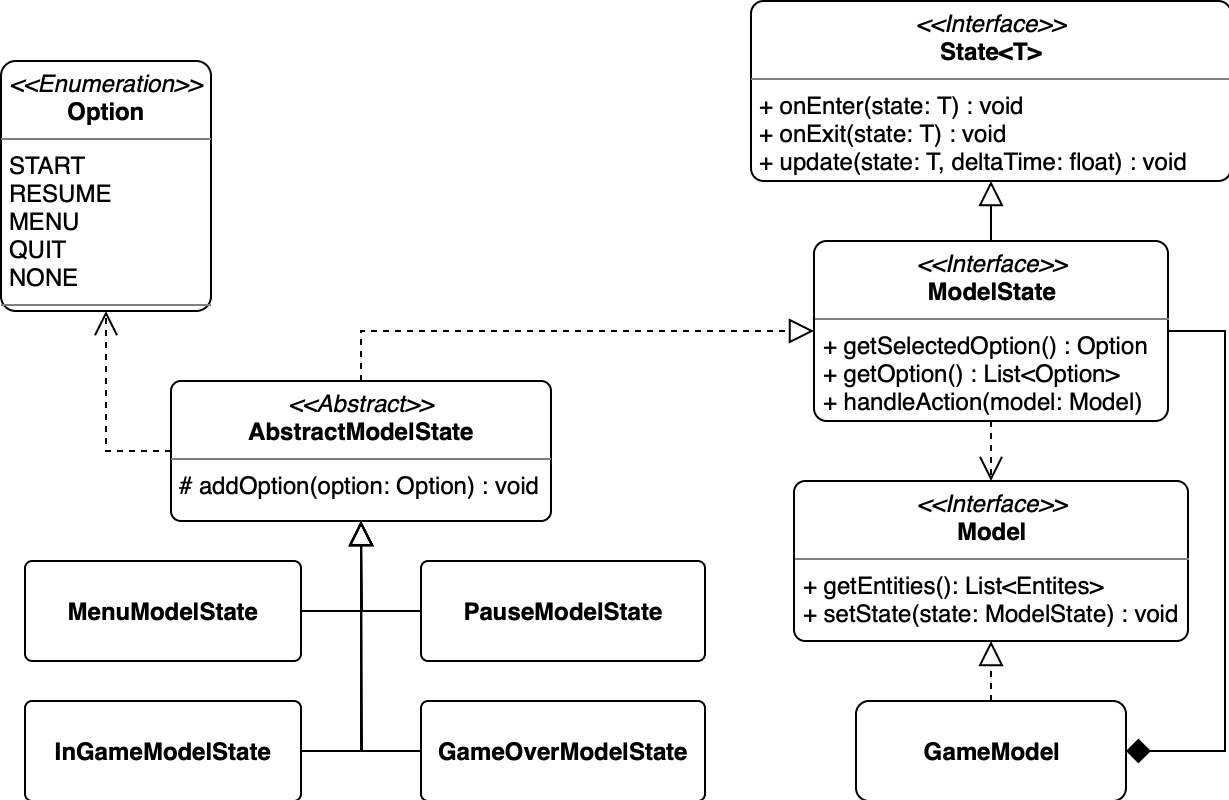 <<Interface>>
State<T>
+ onEnter(state: T) : void
+ onExit(state: T) : void
+ update(state: T, deltaTime: float) : void
<<Enumeration>>
Option
START
RESUME
MENU
QUIT
NONE
<<Interface>>
ModelState
+ getSelectedOption() : Option
+ getOption() : List<Option>
+ handleAction(model: Model)
<<Abstract>>
AbstractModelState
# addOption(option: Option) : void
<<Interface>>
Model
+ getEntities(): List<Entites>
+ setState(state: ModelState) : void
MenuModelState
PauseModelState
InGameModelState
GameOverModelState
GameModel